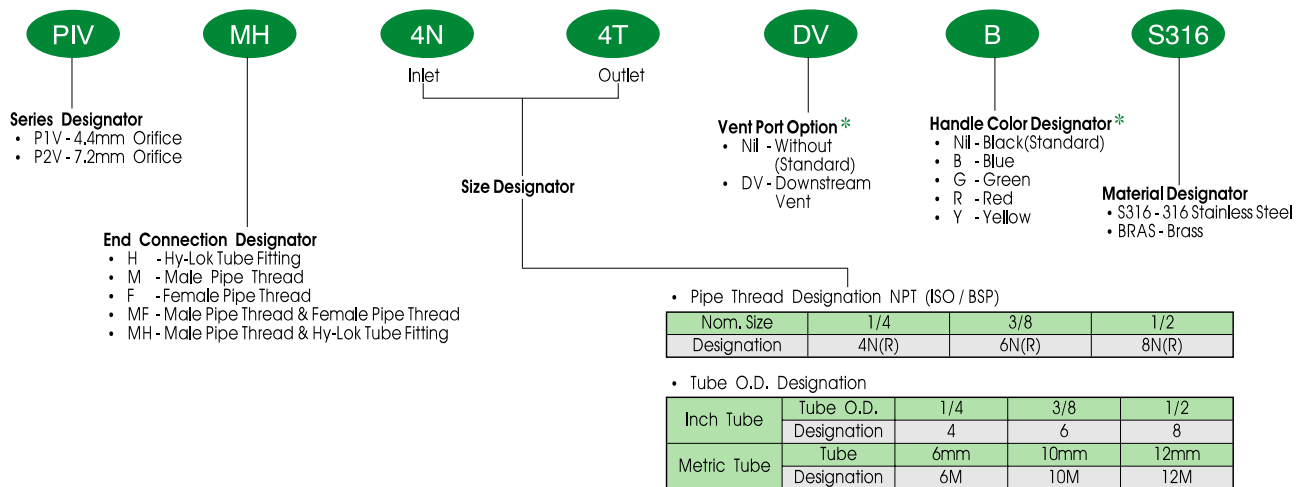 PIV MH 4N 4T DV B S316
Inlet Outlet
Series Designator
• P1V - 4.4mm Orifice
• P2V - 7.2mm Orifice
End Connection Designator
• H - Hy-Lok Tube Fitting
• M - Male Pipe Thread
• F - Female Pipe Thread
• MF - Male Pipe Thread & Female Pipe Thread
• MH - Male Pipe Thread & Hy-Lok Tube Fitting
Size Designator
Vent Port Option *
• Nil - Without
(Standard)
• DV - Downstream
Vent
Handle Color Designator *
• Nil - Black(Standard)
• B - Blue
• G - Green
• R - Red
• Y - Yellow
Material Designator
• S316 - 316 Stainless Steel
• BRAS - Brass
• Pipe Thread Designation NPT (ISO / BSP)
Nom. Size 1/4 3/8 1/2
Designation 4N(R) 6N(R) 8N(R)
• Tube O.D. Designation
Inch Tube Tube O.D. 1/4 3/8 1/2
Designation 4 6 8
Metric Tube Tube 6mm 10mm 12mm
Designation 6M 10M 12M